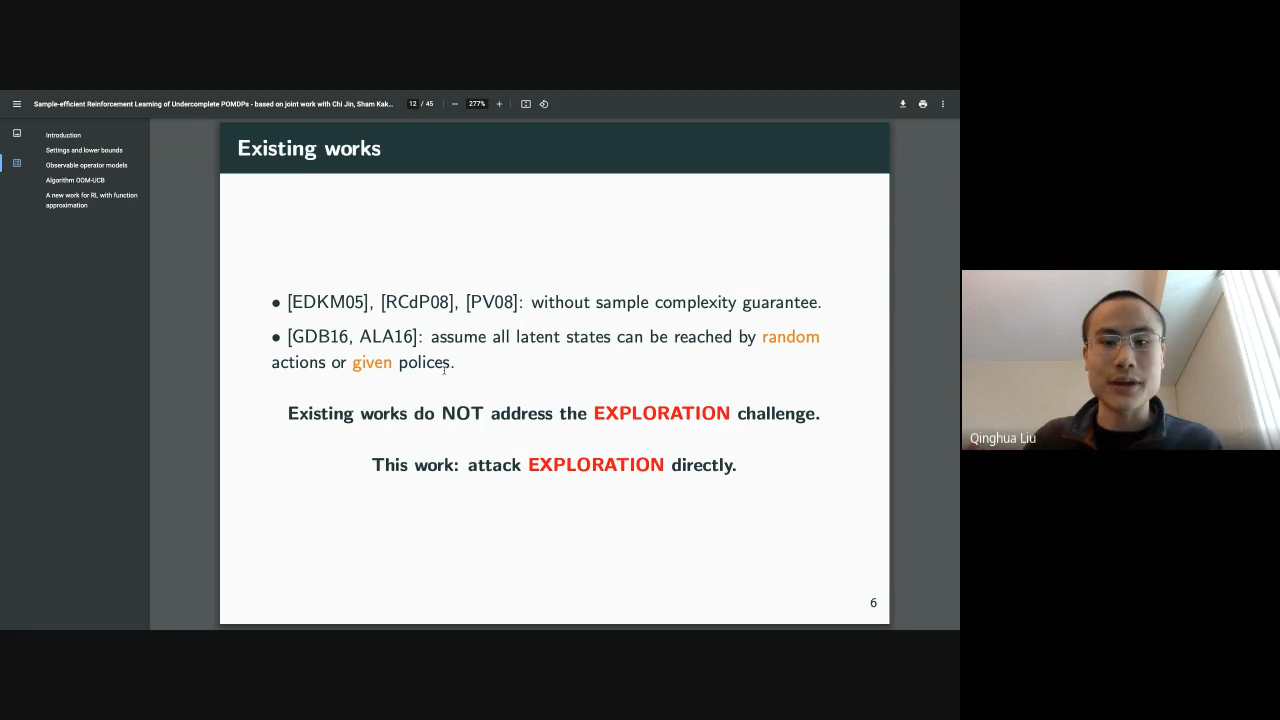 Sample-efficient Reinforcement Learning of Undercomplete POMDPs - based on joint work with Chi Jin, Sham Kak...
12 / 45
277%
Introduction
Settings and lower bounds
Observable operator models
Algorithm OOM-UCB
A new work for RL with function
approximation
Existing works
• [EDKM05], [RCdP08], [PV08]: without sample complexity guarantee.
• [GDB16, ALA16]: assume all latent states can be reached by random
actions or given polices.
Existing works do NOT address the EXPLORATION challenge.
This work: attack EXPLORATION directly.
6
Qinghua Liu